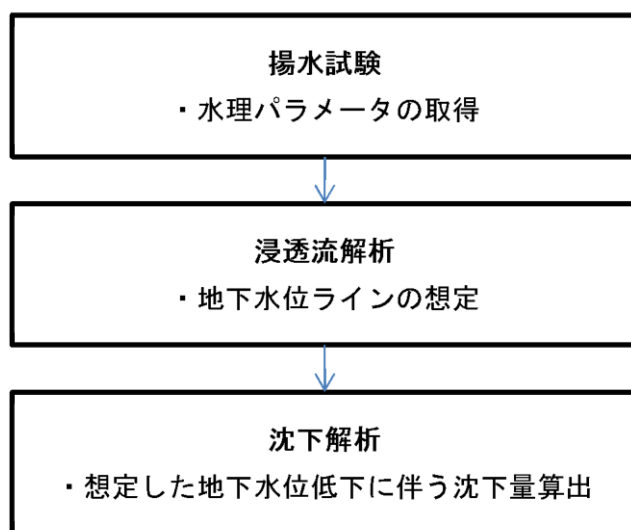 揚水試験
・水理パラメータの取得
浸透流解析
・地下水位ラインの想定
沈下解析
・想定した地下水位低下に伴う沈下量算出